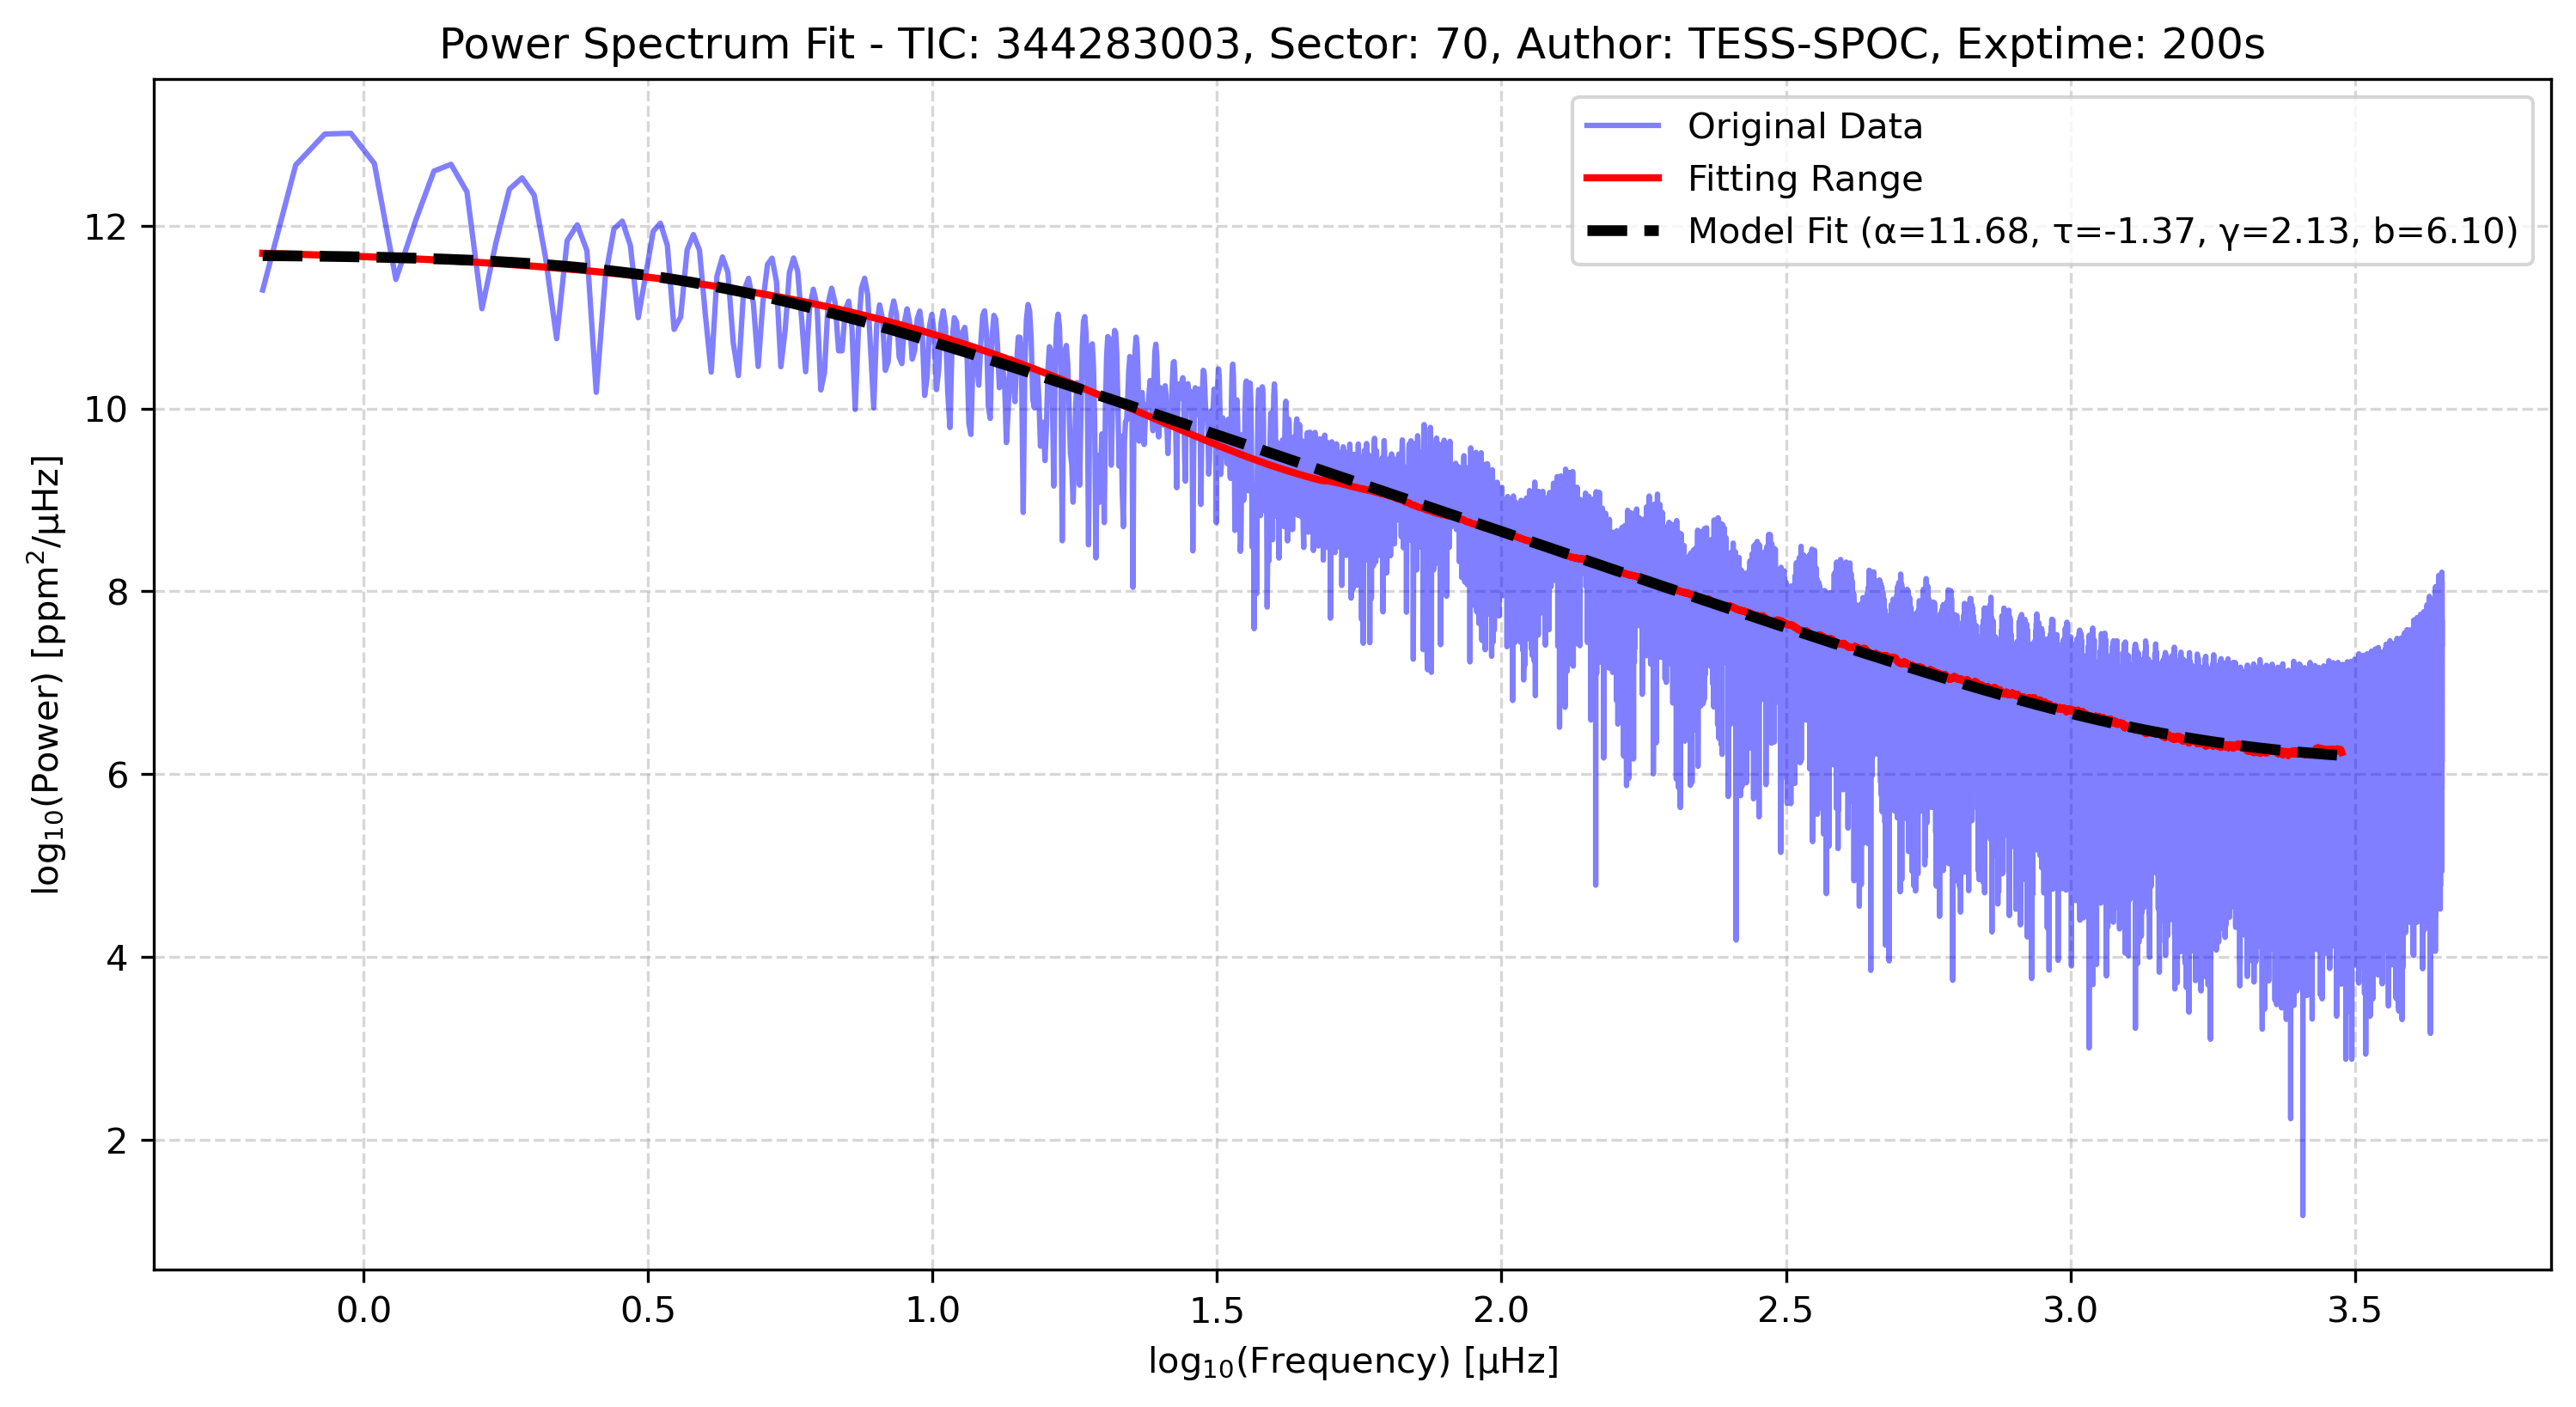 Power Spectrum Fit - TIC: 344283003, Sector: 70, Author: TESS-SPOC, Exptime: 200s
Original Data
Fitting Range
Model Fit (α=11.68, τ=-1.37, γ=2.13, b=6.10)
log₁₀(Power) [ppm²/μHz]
12
10
8
6
4
2
0.0 0.5 1.0 1.5 2.0 2.5 3.0 3.5
log₁₀(Frequency) [μHz]